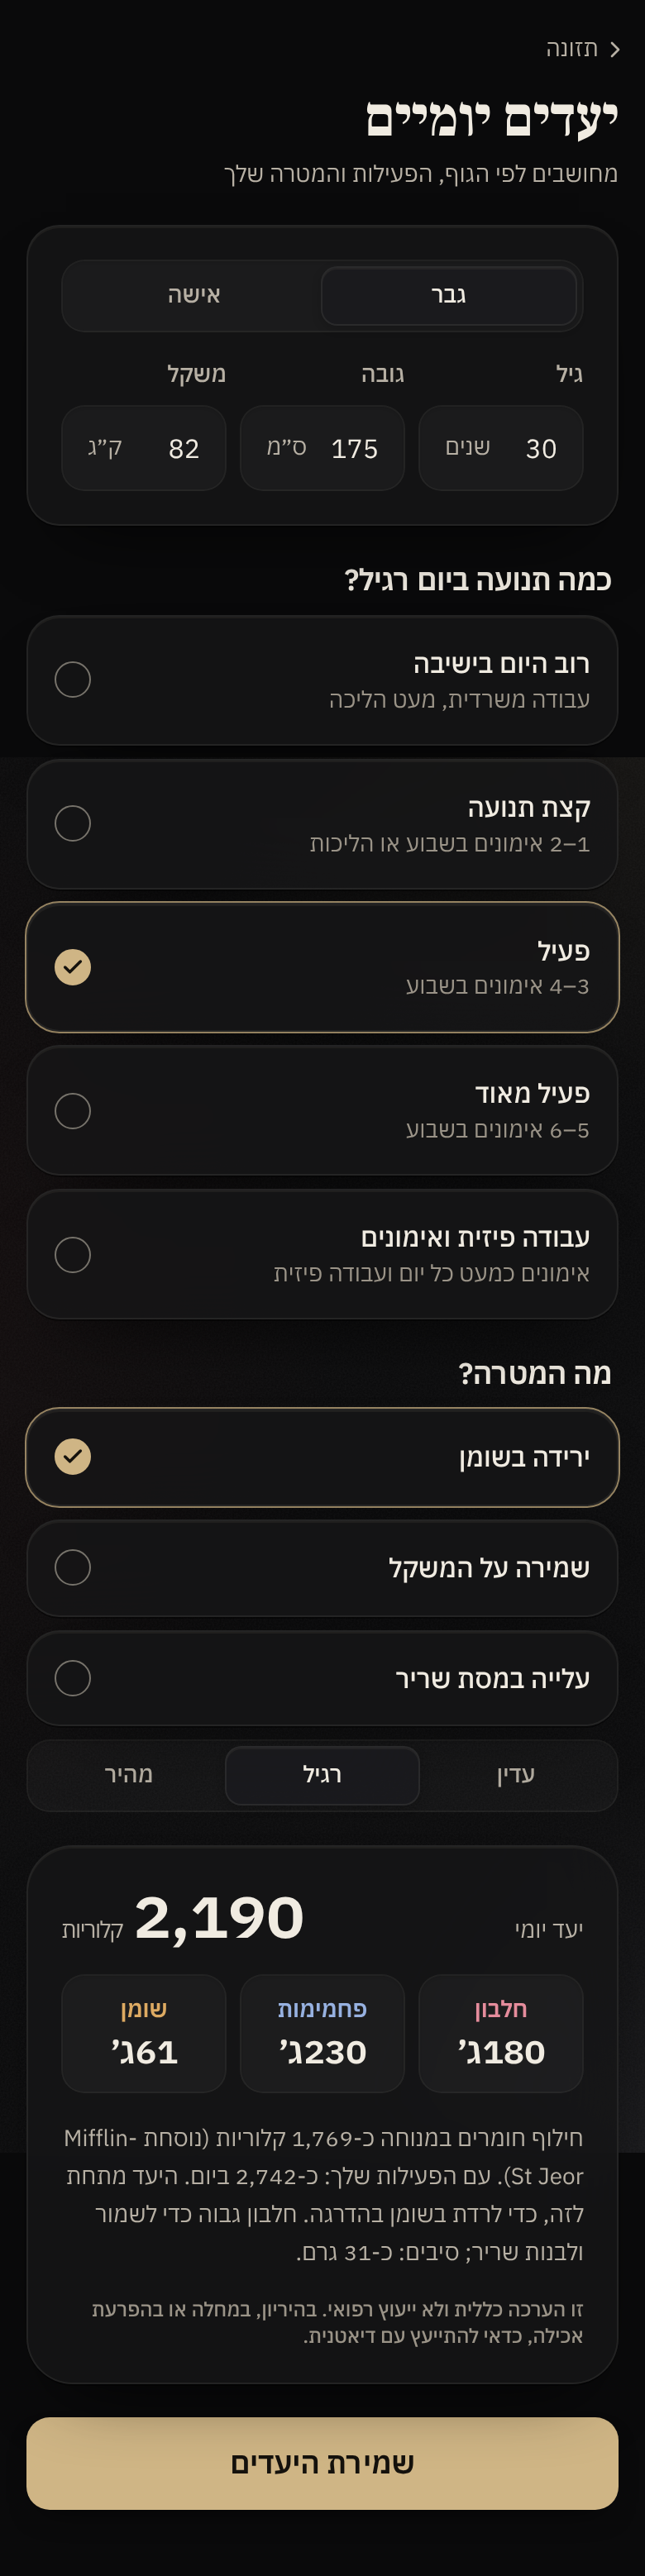 תזונה
יעדים יומיים
מחושבים לפי הגוף, הפעילות והמטרה שלך
גבר
אישה
גיל
גובה
משקל
30 שנים
175 ס״מ
82 ק״ג
כמה תנועה ביום רגיל?
רוב היום בישיבה
עבודה משרדית, מעט הליכה
קצת תנועה
1–2 אימונים בשבוע או הליכות
פעיל
3–4 אימונים בשבוע
פעיל מאוד
5–6 אימונים בשבוע
עבודה פיזית ואימונים
אימונים כמעט כל יום ועבודה פיזית
מה המטרה?
ירידה בשומן
שמירה על המשקל
עלייה במסת שריר
עדין
רגיל
מהיר
יעד יומי
2,190 קלוריות
חלבון
180ג׳
פחמימות
230ג׳
שומן
61ג׳
חילוף חומרים במנוחה כ-1,769 קלוריות (נוסחת Mifflin-
St Jeor). עם הפעילות שלך: כ-2,742 ביום. היעד מתחת
לזה, כדי לרדת בשומן בהדרגה. חלבון גבוה כדי לשמור
ולבנות שריר; סיבים: כ-31 גרם.
זו הערכה כללית ולא ייעוץ רפואי. בהיריון, במחלה או בהפרעת
אכילה, כדאי להתייעץ עם דיאטנית.
שמירת היעדים